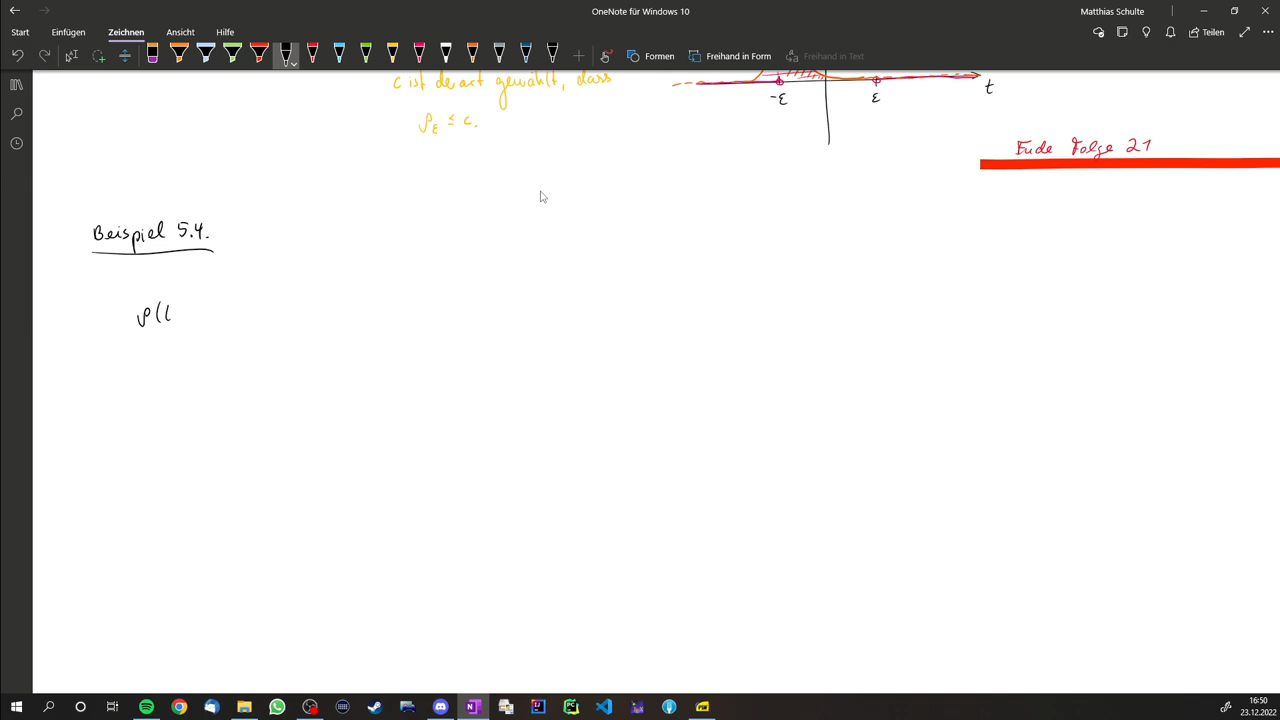 OneNote für Windows 10
Matthias Schulte
Start Einfügen Zeichnen Ansicht Hilfe
Teilen
Formen Freihand in Form Freihand in Text
c ist derart gewählt, dass
ρ_ε ≤ c.
-ε ε t
Ende Folge 21
Beispiel 5.4.
ρ((
16:50
23.12.2022